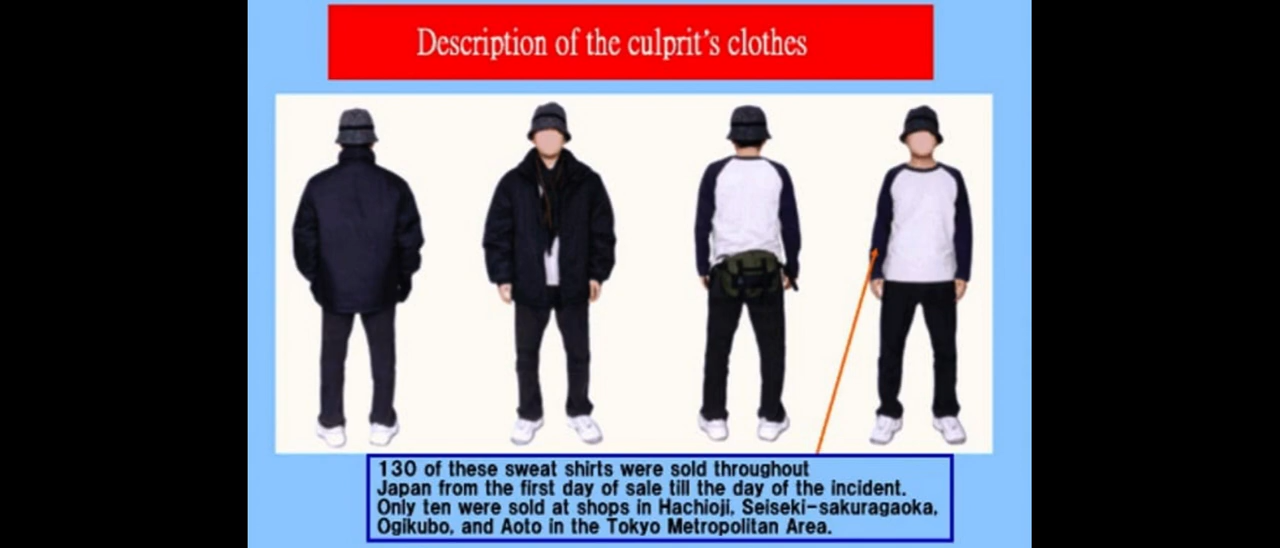 Description of the culprit's clothes
130 of these sweat shirts were sold throughout
Japan from the first day of sale till the day of the incident.
Only ten were sold at shops in Hachioji, Seiseki-sakuragaoka,
Ogikubo, and Aoto in the Tokyo Metropolitan Area.